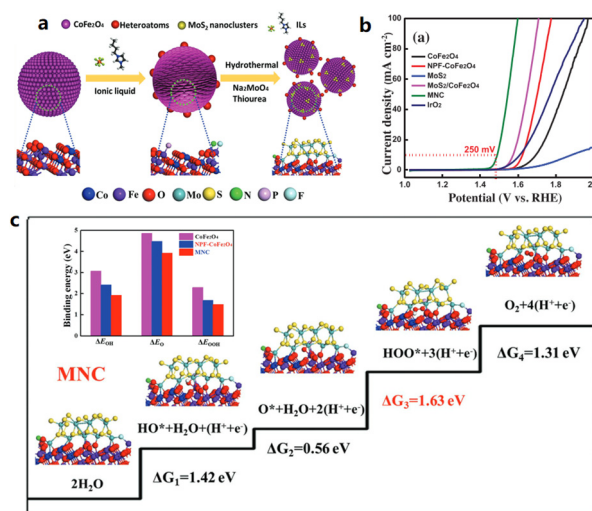 a
CoFe₂O₄
Heteroatoms
MoS₂ nanoclusters
ILs
Ionic liquid
Hydrothermal
Na₂MoO₄
Thiourea
Co Fe O Mo S N P F
b
(a)
Current density (mA cm⁻²)
100
80
60
40
20
0
CoFe₂O₄
NPF-CoFe₂O₄
MoS₂
MoS₂/CoFe₂O₄
MNC
IrO₂
250 mV
1.0 1.2 1.4 1.6 1.8
Potential (V vs. RHE)
c
Binding energy (eV)
5
4
3
2
1
0
CoFe₂O₄
NPF-CoFe₂O₄
MNC
ΔE_OH ΔE_O ΔE_OOH
MNC
2H₂O
HO*+H₂O+(H⁺+e⁻)
ΔG₁=1.42 eV
O*+H₂O+2(H⁺+e⁻)
ΔG₂=0.56 eV
HOO*+3(H⁺+e⁻)
ΔG₃=1.63 eV
O₂+4(H⁺+e⁻)
ΔG₄=1.31 eV